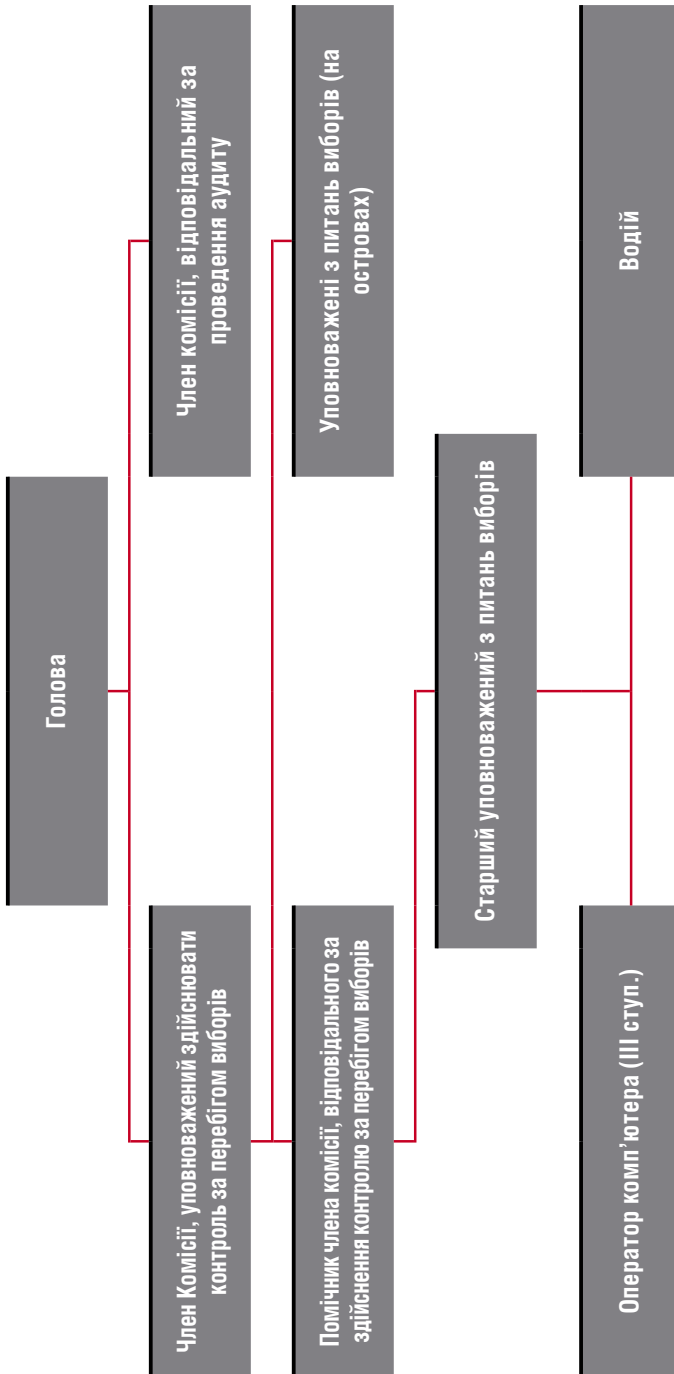 Голова
Член Комісії, уповноважений здійснювати
контроль за перебігом виборів
Член комісії, відповідальний за
проведення аудиту
Помічник члена комісії, відповідального за
здійснення контролю за перебігом виборів
Уповноважені з питань виборів (на
островах)
Старший уповноважений з питань виборів
Оператор комп’ютера (III ступ.)
Водій